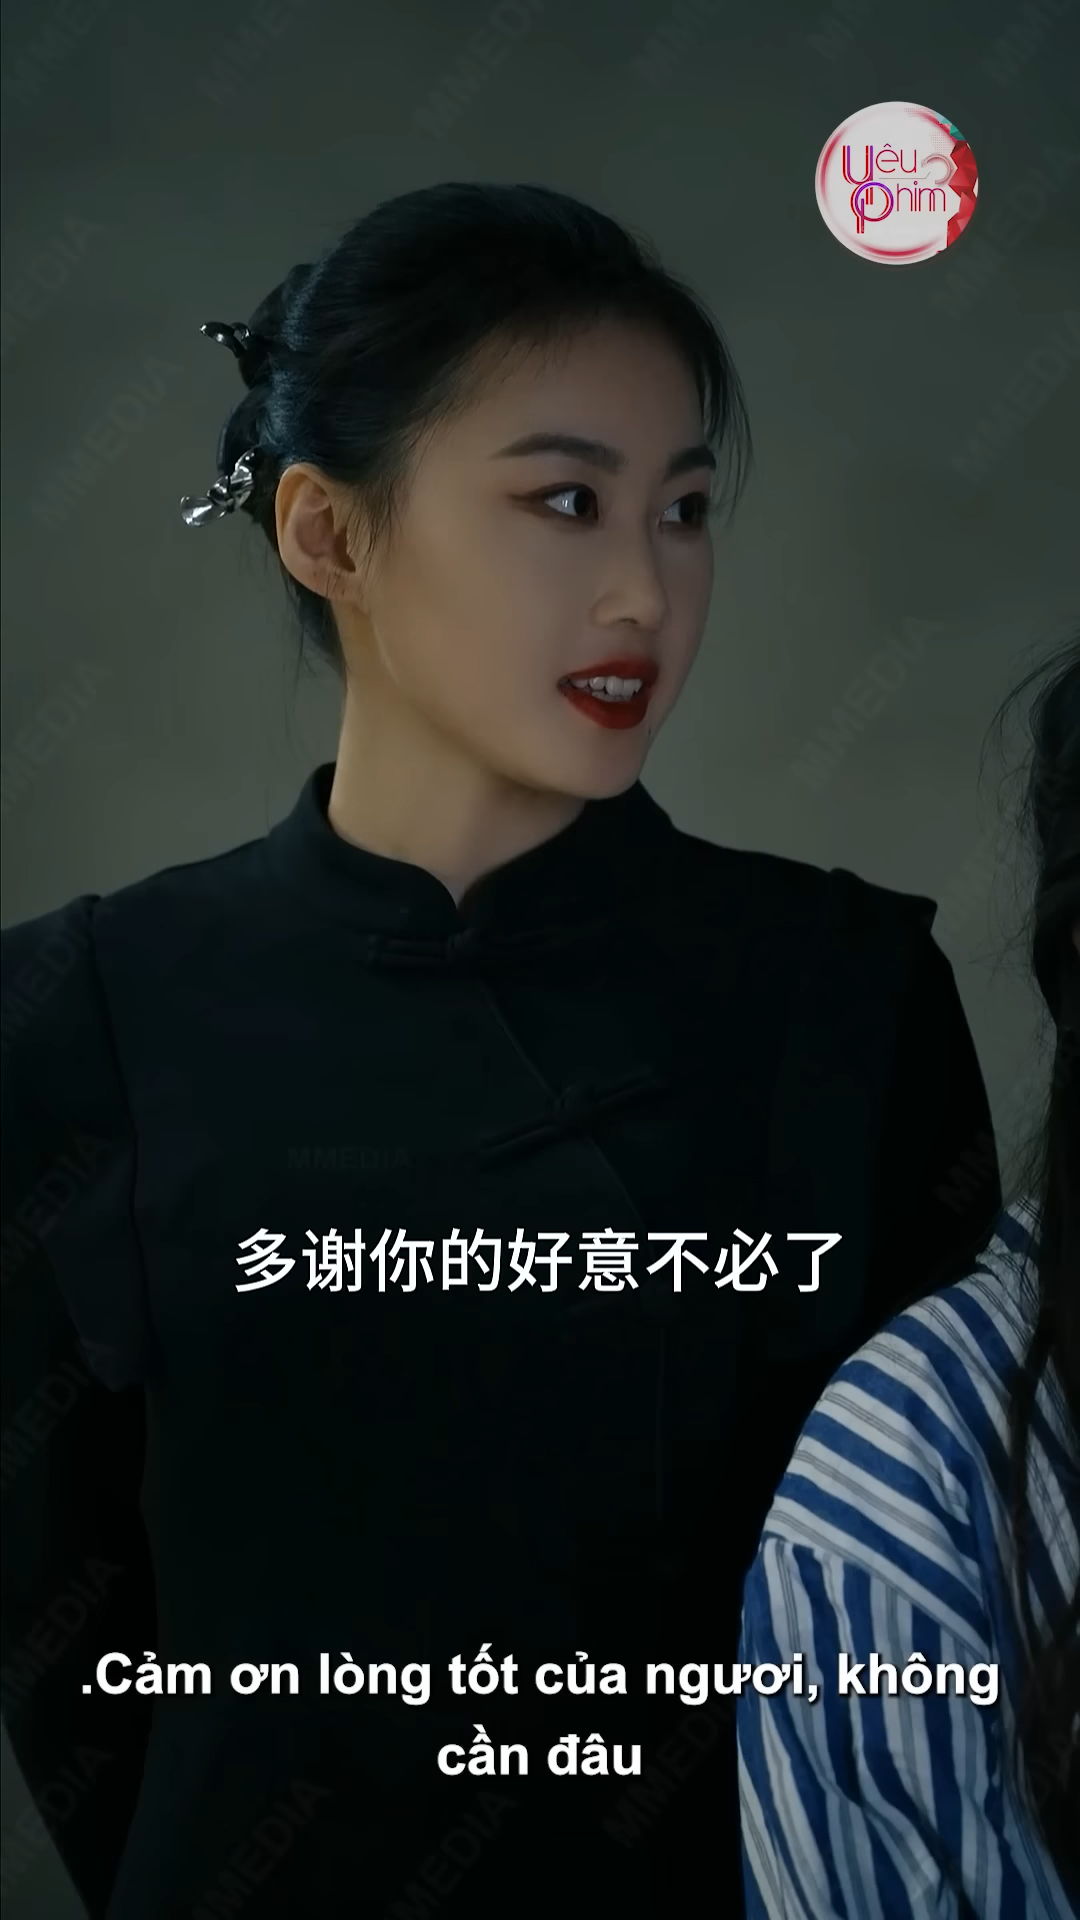 Yêu
Phim
MMEDIA
多谢你的好意不必了
.Cảm ơn lòng tốt của ngươi, không
cần đâu